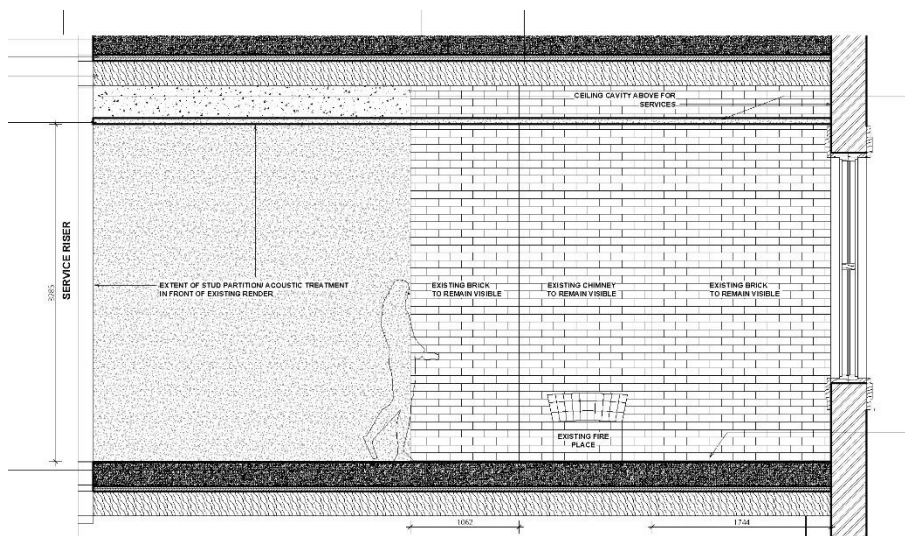 CEILING CAVITY ABOVE FOR
SERVICES
SERVICE RISER
3285
EXTENT OF STUD PARTITION/ ACOUSTIC TREATMENT
IN FRONT OF EXISTING RENDER
EXISTING BRICK
TO REMAIN VISIBLE
EXISTING CHIMNEY
TO REMAIN VISIBLE
EXISTING BRICK
TO REMAIN VISIBLE
EXISTING FIRE
PLACE
1062
1744